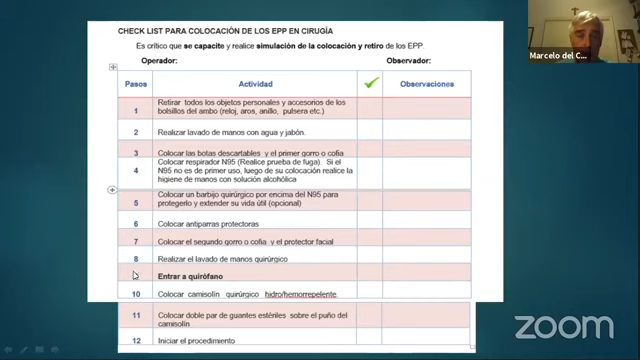 CHECK LIST PARA COLOCACIÓN DE LOS EPP EN CIRUGÍA
Es crítico que se capacite y realice simulación de la colocación y retiro de los EPP.
Operador: Observador:
Pasos Actividad Observaciones
1 Retirar todos los objetos personales y accesorios de los
bolsillos del ambo (reloj, aros, anillo, pulsera etc.)
2 Realizar lavado de manos con agua y jabón.
3 Colocar las botas descartables y el primer gorro o cofia
4 Colocar respirador N95 (Realice prueba de fuga). Si el
N95 no es de primer uso, luego de su colocación realice la
higiene de manos con solución alcohólica
5 Colocar un barbijo quirúrgico por encima del N95 para
protegerlo y extender su vida útil (opcional)
6 Colocar antiparras protectoras
7 Colocar el segundo gorro o cofia y el protector facial
8 Realizar el lavado de manos quirúrgico
Entrar a quirófano
10 Colocar camisolín quirúrgico hidro/hemorrepelente.
11 Colocar doble par de guantes estériles sobre el puño del
camisolín
12 Iniciar el procedimiento
Marcelo del C...
zoom